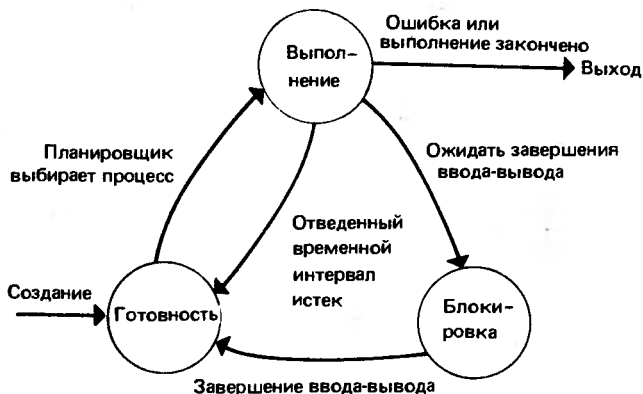 Ошибка или
выполнение закончено
Выход
Выпол-
нение
Планировщик
выбирает процесс
Ожидать завершения
ввода-вывода
Отведенный
временной
интервал
истек
Создание
Готовность
Блоки-
ровка
Завершение ввода-вывода